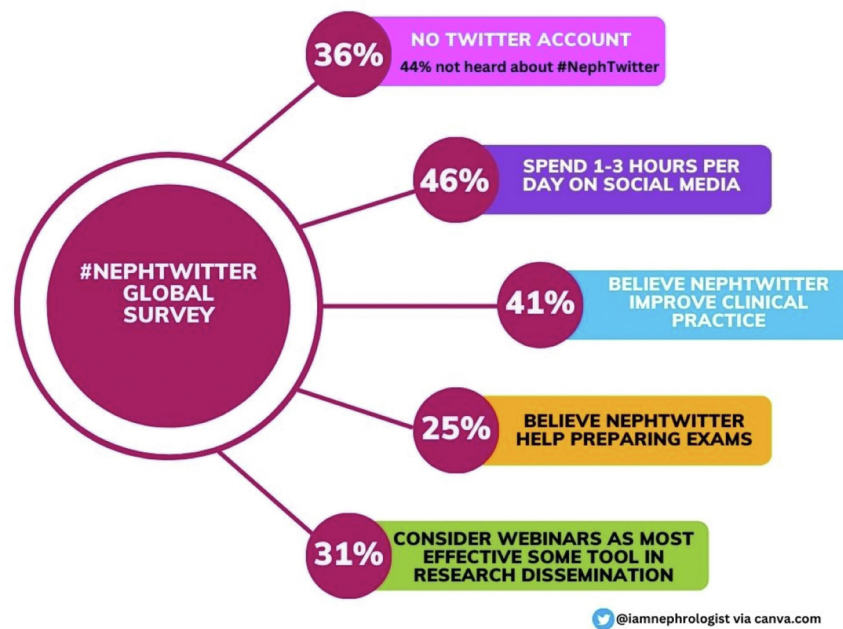 36%
NO TWITTER ACCOUNT
44% not heard about #NephTwitter
46%
SPEND 1-3 HOURS PER
DAY ON SOCIAL MEDIA
#NEPHTWITTER
GLOBAL
SURVEY
41%
BELIEVE NEPHTWITTER
IMPROVE CLINICAL
PRACTICE
25%
BELIEVE NEPHTWITTER
HELP PREPARING EXAMS
31%
CONSIDER WEBINARS AS MOST
EFFECTIVE SOME TOOL IN
RESEARCH DISSEMINATION
@iamnephrologist via canva.com